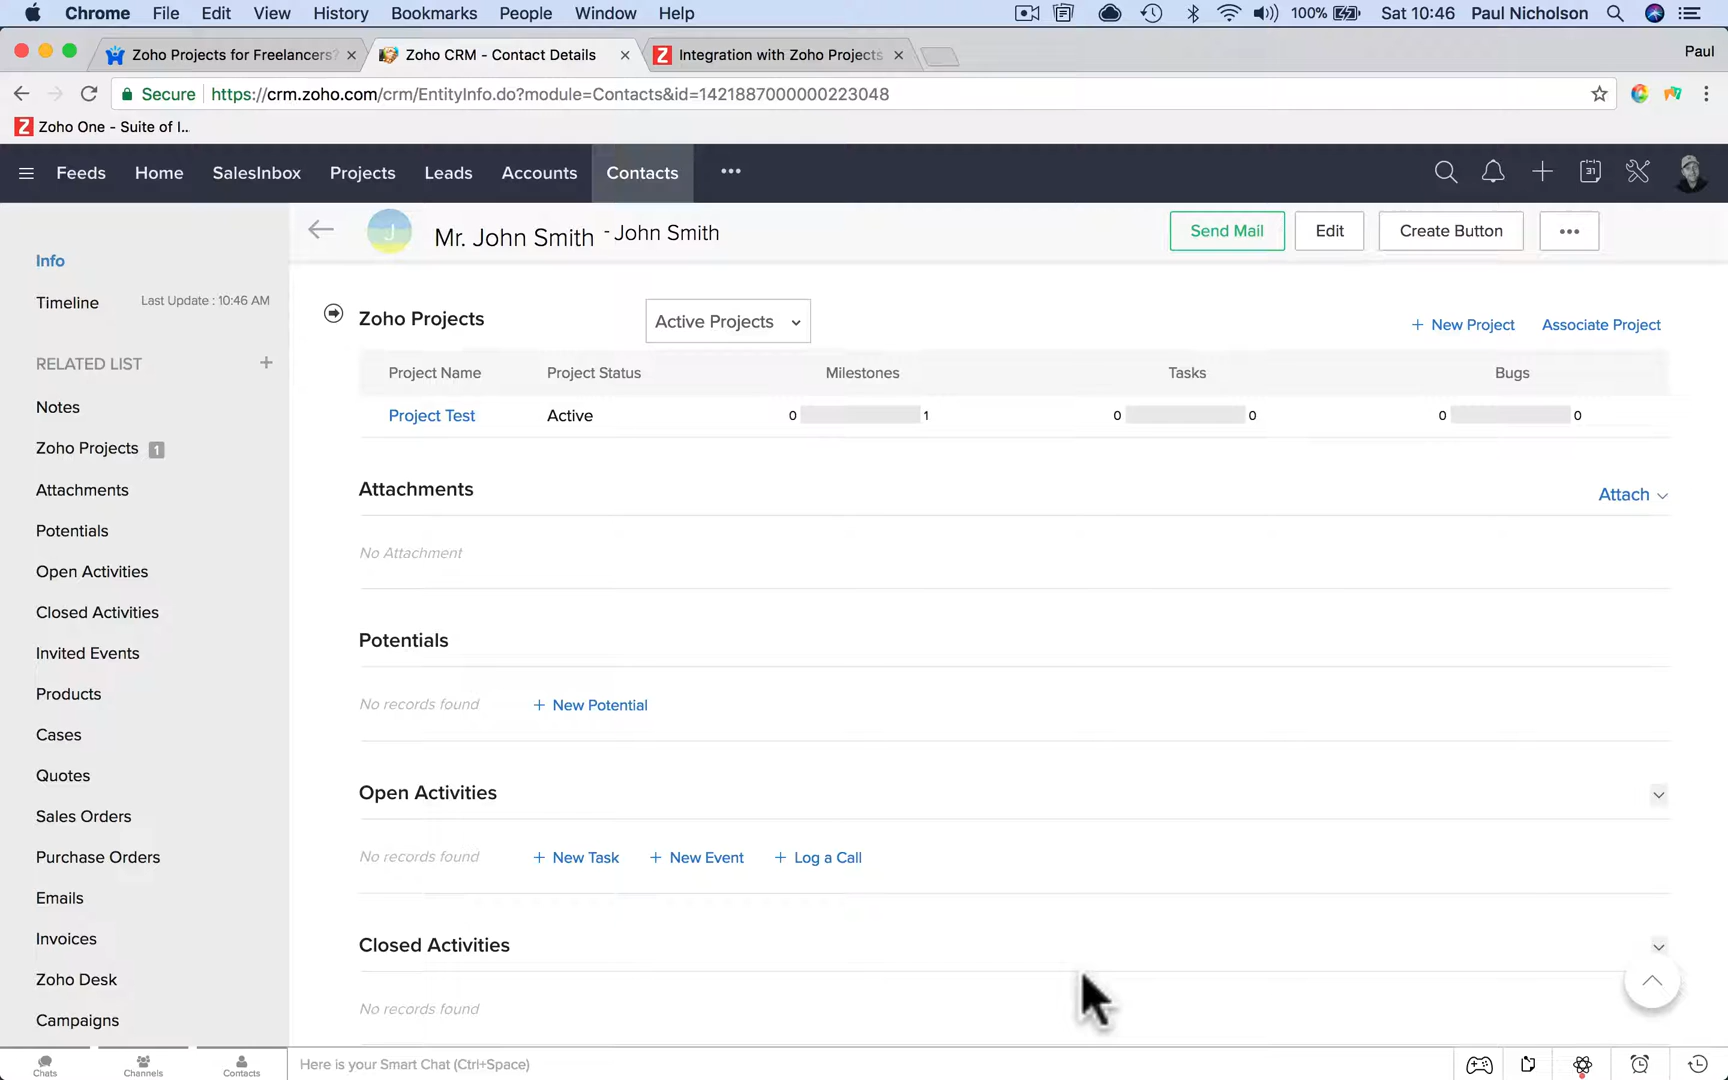 Chrome File Edit View History Bookmarks People Window Help 100% Sat 10:46 Paul Nicholson
Zoho Projects for Freelancers? Zoho CRM - Contact Details Integration with Zoho Projects Paul
Secure https://crm.zoho.com/crm/EntityInfo.do?module=Contacts&id=1421887000000223048
Zoho One - Suite of I...
Feeds Home SalesInbox Projects Leads Accounts Contacts ••• 31
J Mr. John Smith - John Smith Send Mail Edit Create Button •••
Info
Timeline Last Update : 10:46 AM
RELATED LIST +
Notes
Zoho Projects 1
Attachments
Potentials
Open Activities
Closed Activities
Invited Events
Products
Cases
Quotes
Sales Orders
Purchase Orders
Emails
Invoices
Zoho Desk
Campaigns
Zoho Projects Active Projects + New Project Associate Project
Project Name Project Status Milestones Tasks Bugs
Project Test Active 0 1 0 0 0 0
Attachments Attach
No Attachment
Potentials
No records found + New Potential
Open Activities
No records found + New Task + New Event + Log a Call
Closed Activities
No records found
Chats Channels Contacts Here is your Smart Chat (Ctrl+Space)